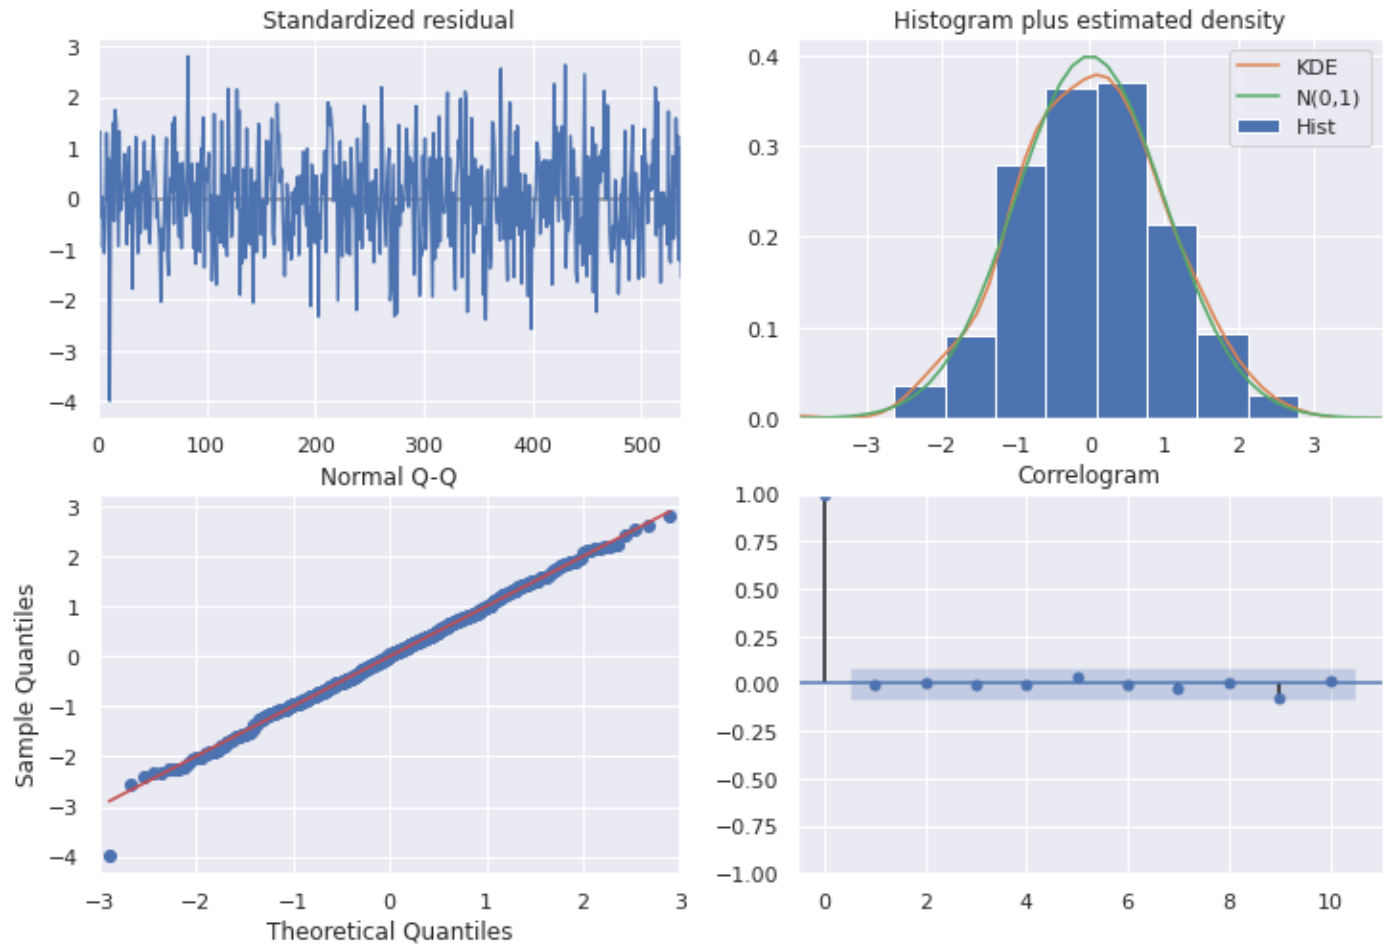 Standardized residual
3
2
1
0
−1
−2
−3
−4
0 100 200 300 400 500
Histogram plus estimated density
0.4
0.3
0.2
0.1
0.0
KDE
N(0,1)
Hist
−3 −2 −1 0 1 2 3
Normal Q-Q
Sample Quantiles
3
2
1
0
−1
−2
−3
−4
−3 −2 −1 0 1 2 3
Theoretical Quantiles
Correlogram
1.00
0.75
0.50
0.25
0.00
−0.25
−0.50
−0.75
−1.00
0 2 4 6 8 10